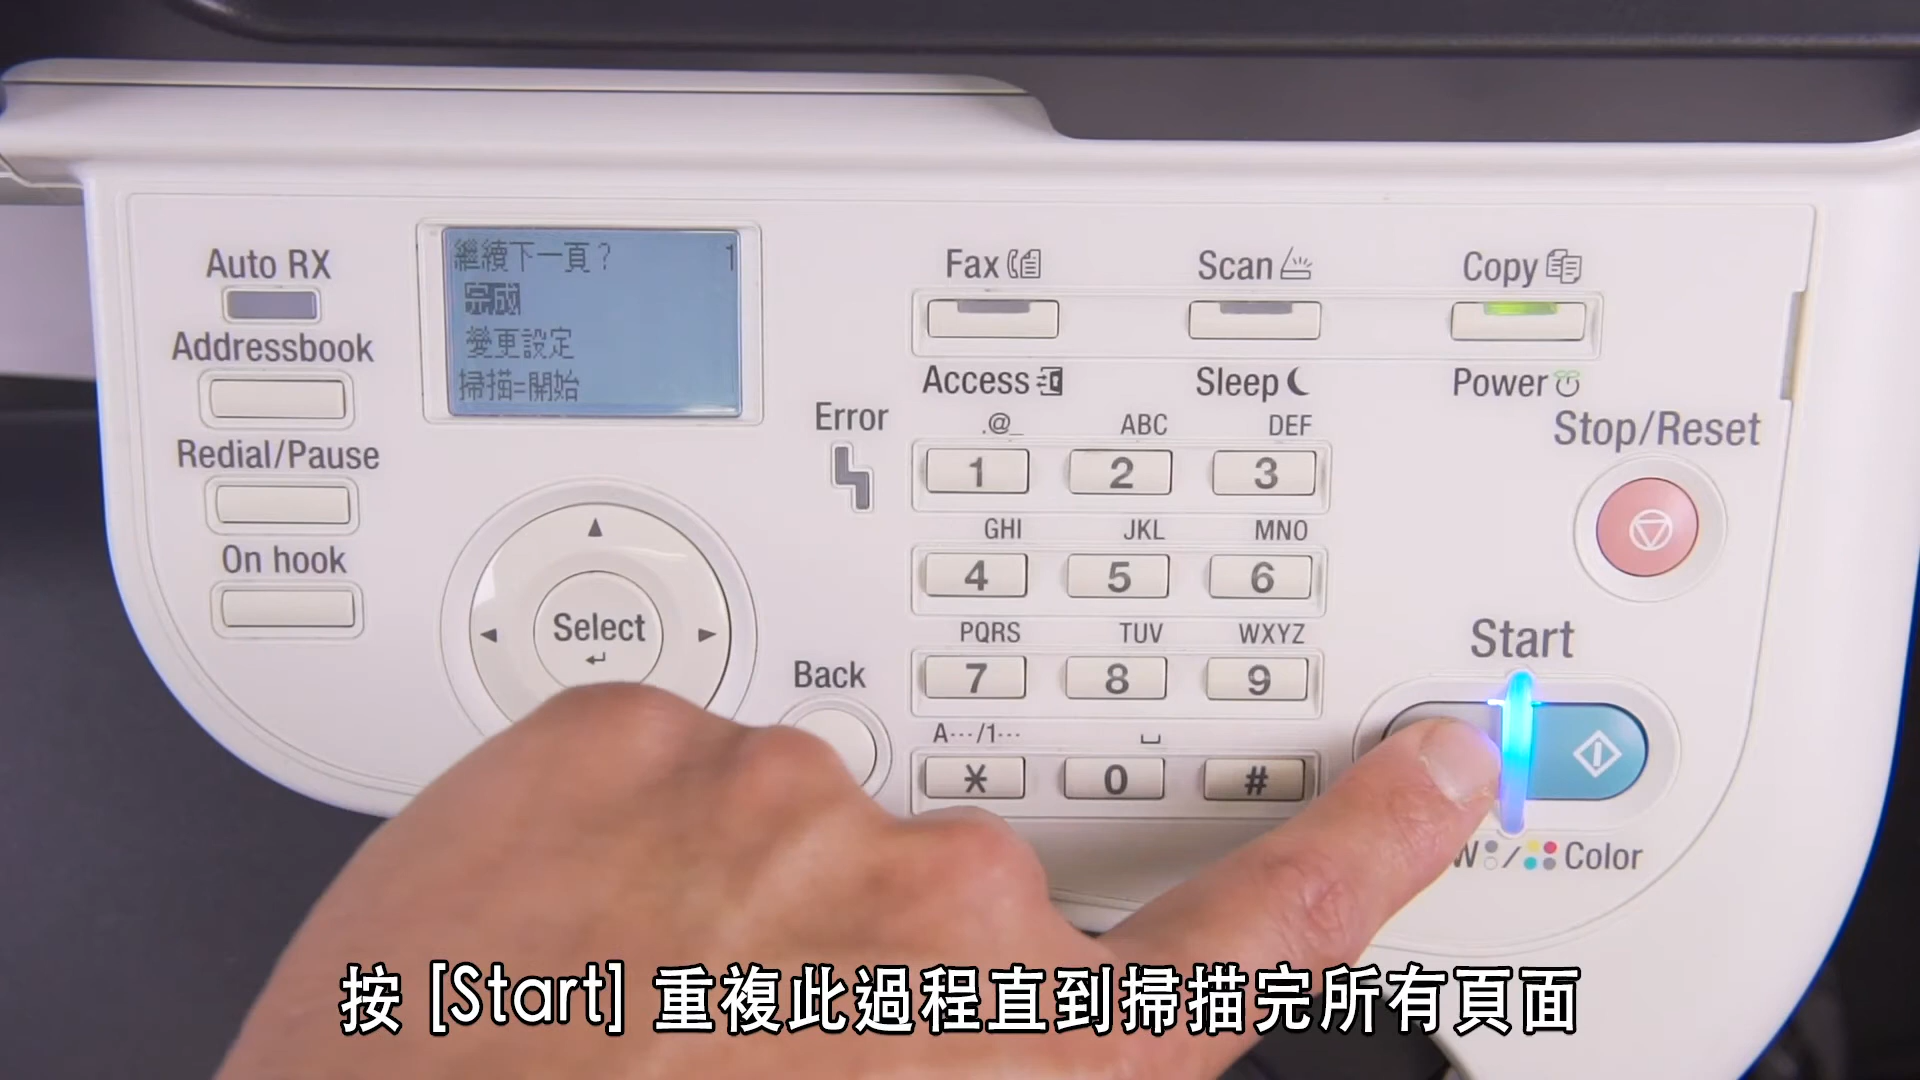 Auto RX
Addressbook
Redial/Pause
On hook
繼續下一頁？ 1
完成
變更設定
掃描=開始
Select
Back
Error
Fax
Scan
Copy
Access
Sleep
Power
.@_
ABC
DEF
1
2
3
GHI
JKL
MNO
4
5
6
PQRS
TUV
WXYZ
7
8
9
A···/1···
*
0
#
Stop/Reset
Start
/
Color
按 [Start] 重複此過程直到掃描完所有頁面